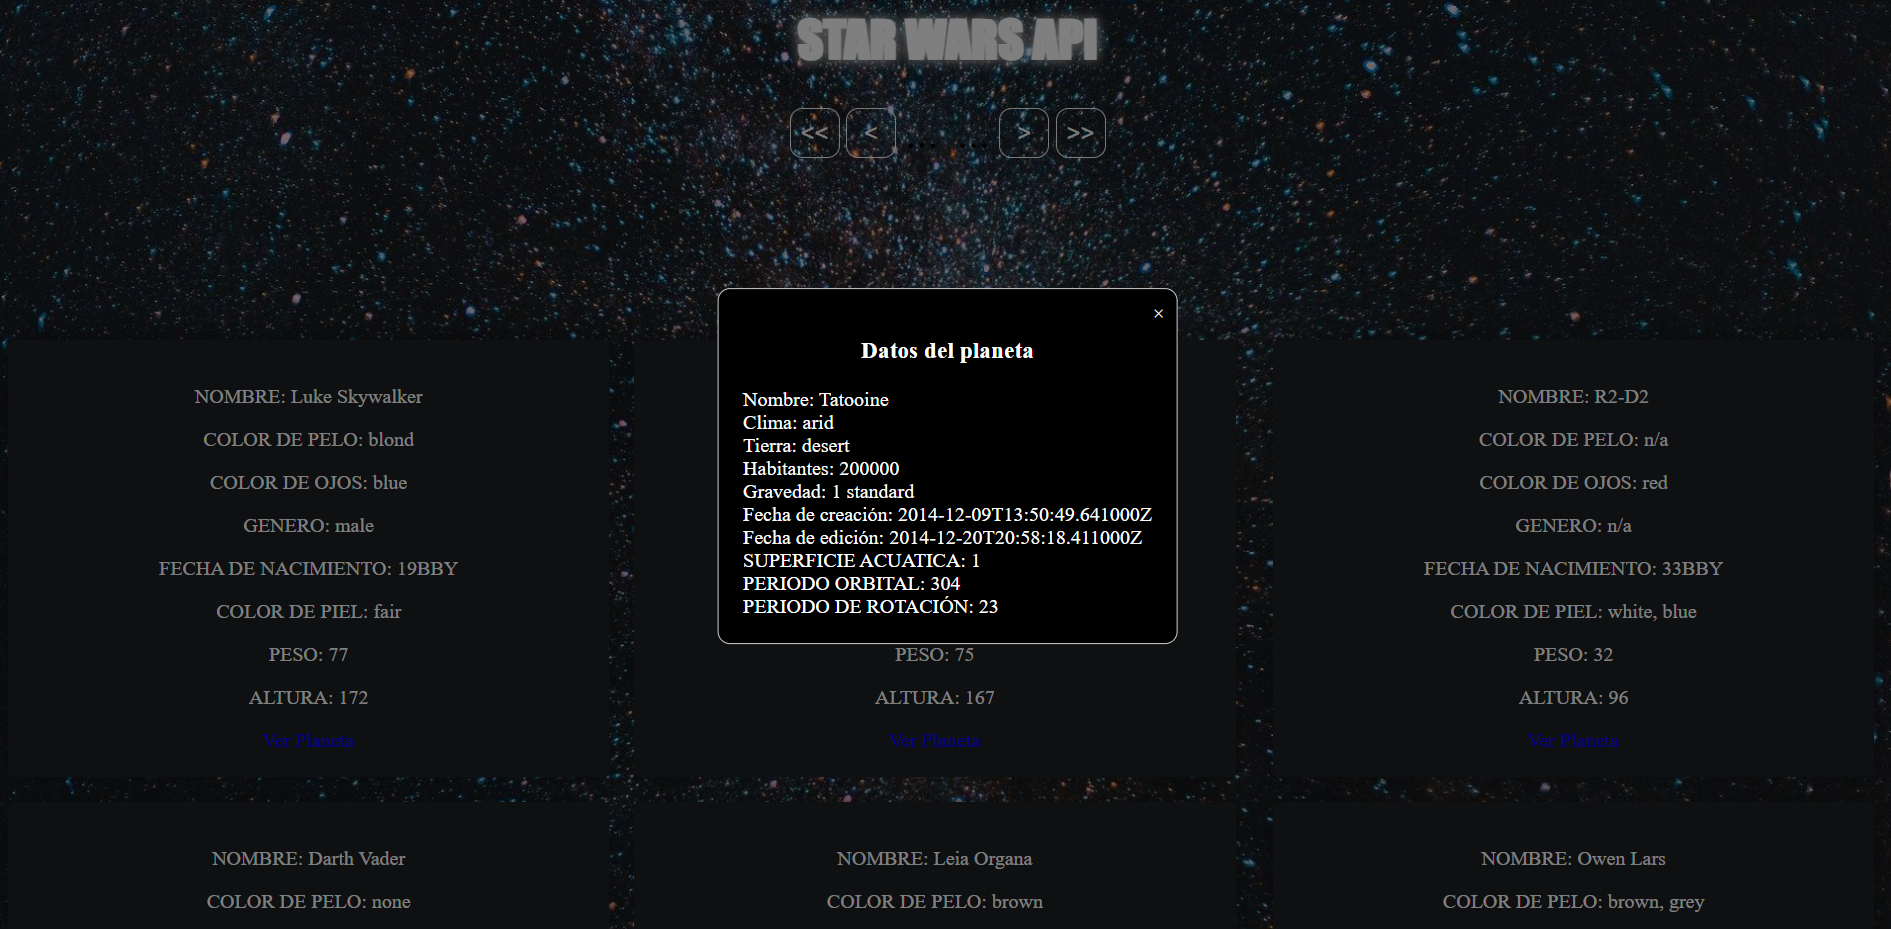 STAR WARS API
<< < ... ... > >>
×
Datos del planeta
Nombre: Tatooine
Clima: arid
Tierra: desert
Habitantes: 200000
Gravedad: 1 standard
Fecha de creación: 2014-12-09T13:50:49.641000Z
Fecha de edición: 2014-12-20T20:58:18.411000Z
SUPERFICIE ACUATICA: 1
PERIODO ORBITAL: 304
PERIODO DE ROTACIÓN: 23
NOMBRE: Luke Skywalker
COLOR DE PELO: blond
COLOR DE OJOS: blue
GENERO: male
FECHA DE NACIMIENTO: 19BBY
COLOR DE PIEL: fair
PESO: 77
ALTURA: 172
Ver Planeta
PESO: 75
ALTURA: 167
Ver Planeta
NOMBRE: R2-D2
COLOR DE PELO: n/a
COLOR DE OJOS: red
GENERO: n/a
FECHA DE NACIMIENTO: 33BBY
COLOR DE PIEL: white, blue
PESO: 32
ALTURA: 96
Ver Planeta
NOMBRE: Darth Vader
COLOR DE PELO: none
NOMBRE: Leia Organa
COLOR DE PELO: brown
NOMBRE: Owen Lars
COLOR DE PELO: brown, grey